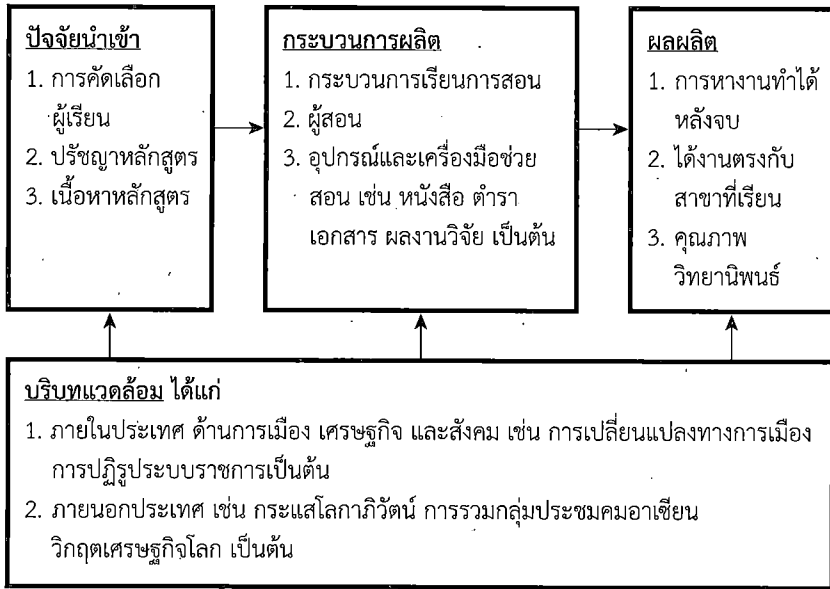 ปัจจัยนำเข้า
1. การคัดเลือก
ผู้เรียน
2. ปรัชญาหลักสูตร
3. เนื้อหาหลักสูตร
กระบวนการผลิต
1. กระบวนการเรียนการสอน
2. ผู้สอน
3. อุปกรณ์และเครื่องมือช่วย
สอน เช่น หนังสือ ตำรา
เอกสาร ผลงานวิจัย เป็นต้น
ผลผลิต
1. การหางานทำได้
หลังจบ
2. ได้งานตรงกับ
สาขาที่เรียน
3. คุณภาพ
วิทยานิพนธ์
บริบทแวดล้อม ได้แก่
1. ภายในประเทศ ด้านการเมือง เศรษฐกิจ และสังคม เช่น การเปลี่ยนแปลงทางการเมือง
การปฏิรูประบบราชการเป็นต้น
2. ภายนอกประเทศ เช่น กระแสโลกาภิวัตน์ การรวมกลุ่มประชมคมอาเซียน
วิกฤตเศรษฐกิจโลก เป็นต้น